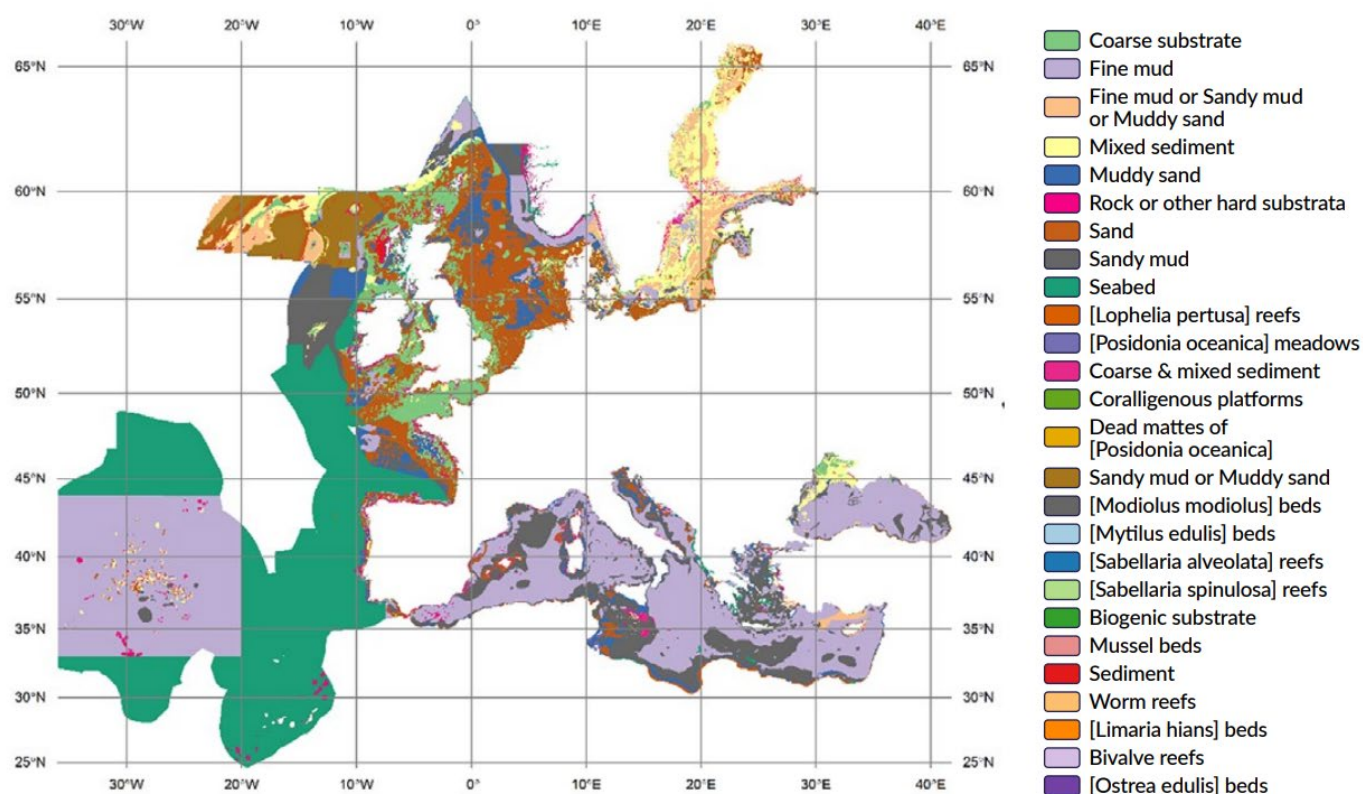 30°W 20°W 10°W 0° 10°E 20°E 30°E 40°E
65°N 65°N
60°N 60°N
55°N 55°N
50°N 50°N
45°N 45°N
40°N 40°N
35°N 35°N
30°N 30°N
25°N 25°N
30°W 20°W 10°W 0° 10°E 20°E 30°E 40°E
Coarse substrate
Fine mud
Fine mud or Sandy mud
or Muddy sand
Mixed sediment
Muddy sand
Rock or other hard substrata
Sand
Sandy mud
Seabed
[Lophelia pertusa] reefs
[Posidonia oceanica] meadows
Coarse & mixed sediment
Coralligenous platforms
Dead mattes of
[Posidonia oceanica]
Sandy mud or Muddy sand
[Modiolus modiolus] beds
[Mytilus edulis] beds
[Sabellaria alveolata] reefs
[Sabellaria spinulosa] reefs
Biogenic substrate
Mussel beds
Sediment
Worm reefs
[Limaria hians] beds
Bivalve reefs
[Ostrea edulis] beds